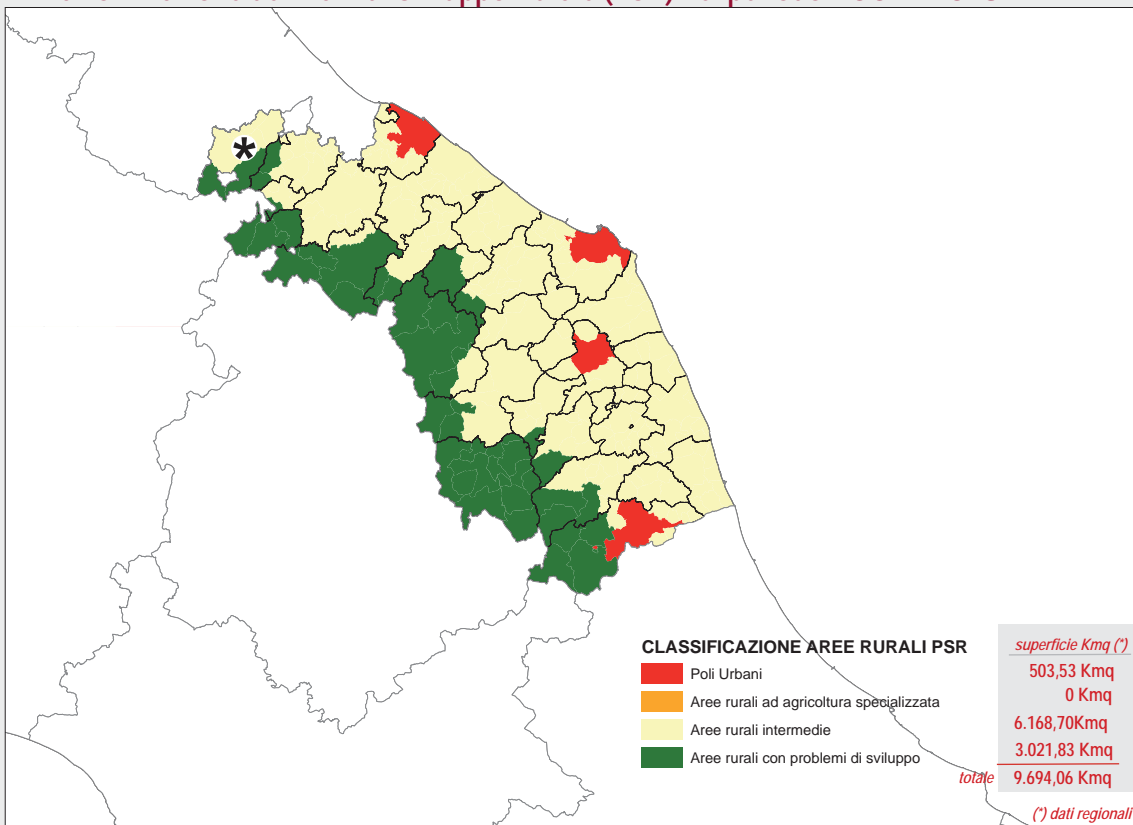 *
CLASSIFICAZIONE AREE RURALI PSR
superficie Kmq (*)
Poli Urbani
503,53 Kmq
Aree rurali ad agricoltura specializzata
0 Kmq
Aree rurali intermedie
6.168,70Kmq
Aree rurali con problemi di sviluppo
3.021,83 Kmq
totale 9.694,06 Kmq
(*) dati regionali